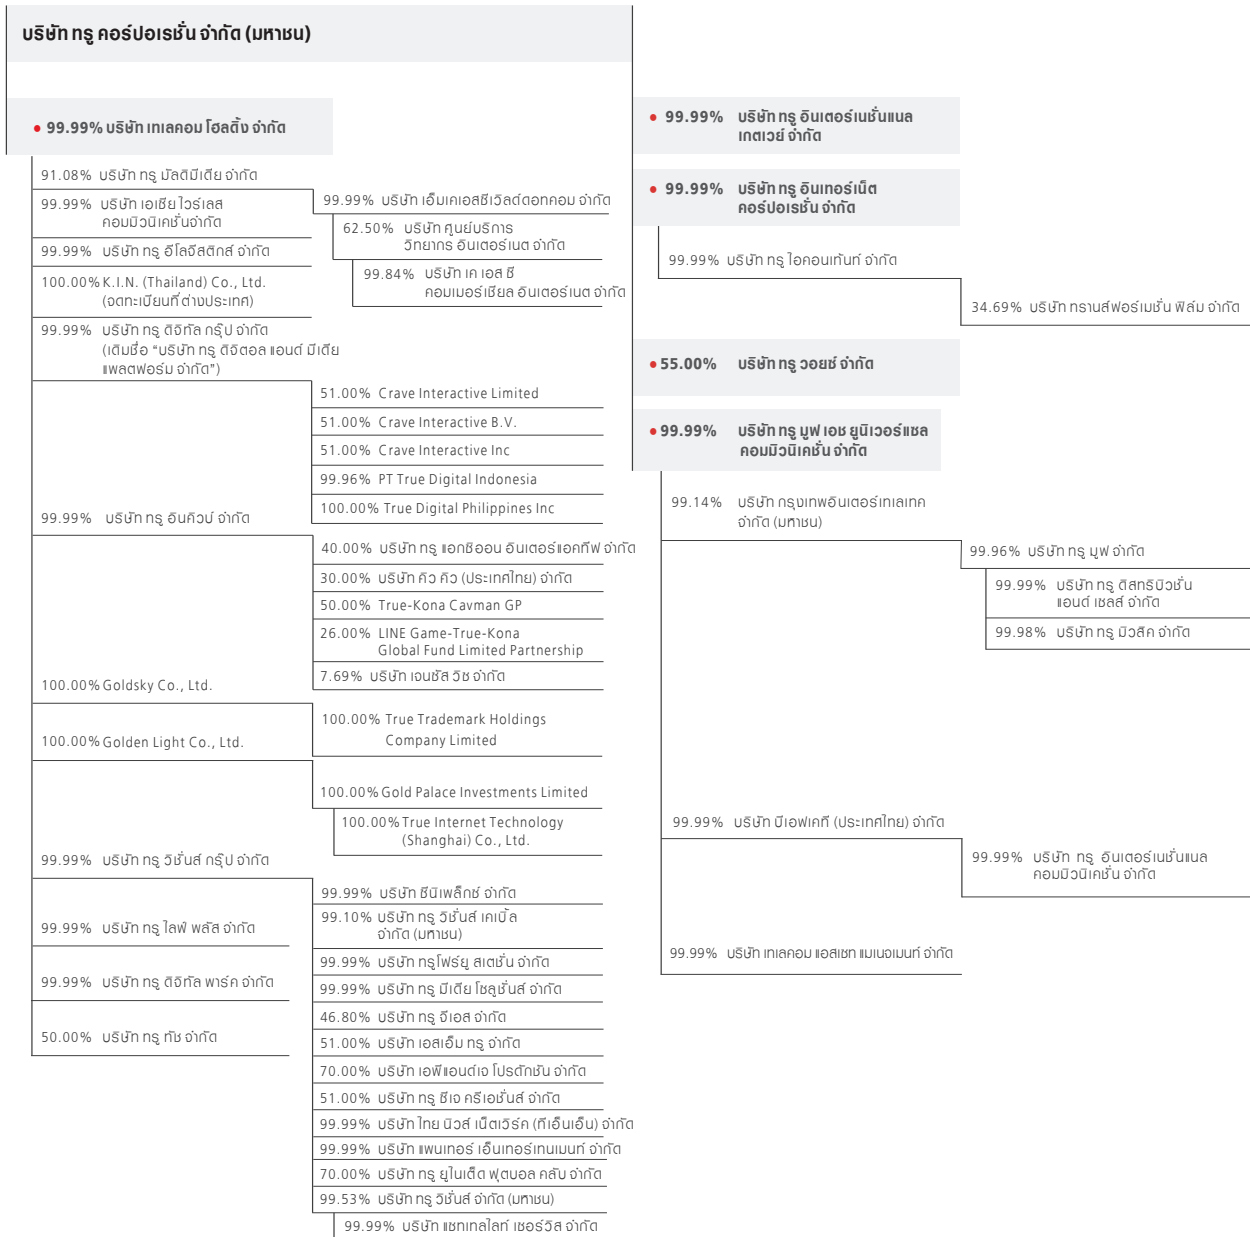 บริษัท ทรู คอร์ปอเรชั่น จำกัด (มหาชน)
• 99.99% บริษัท เทเลคอม โฮลดิ้ง จำกัด
91.08% บริษัท ทรู มัลติมีเดีย จำกัด
99.99% บริษัท เอ็มเคเอสซีเวิลด์ดอทคอม จำกัด
62.50% บริษัท ศูนย์บริการ
วิทยากร อินเตอร์เนต จำกัด
99.84% บริษัท เค เอส ซี
คอมเมอร์เชียล อินเตอร์เนต จำกัด
99.99% บริษัท เอเชีย ไวร์เลส
คอมมิวนิเคชั่นจำกัด
99.99% บริษัท ทรู อีโลจีสติกส์ จำกัด
100.00% K.I.N. (Thailand) Co., Ltd.
(จดทะเบียนที่ต่างประเทศ)
99.99% บริษัท ทรู ดิจิทัล กรุ๊ป จำกัด
(เดิมชื่อ “บริษัท ทรู ดิจิตอล แอนด์ มีเดีย
แพลตฟอร์ม จำกัด”)
51.00% Crave Interactive Limited
51.00% Crave Interactive B.V.
51.00% Crave Interactive Inc
99.96% PT True Digital Indonesia
100.00% True Digital Philippines Inc
99.99% บริษัท ทรู อินคิวบ์ จำกัด
40.00% บริษัท ทรู แอกซิออน อินเตอร์แอคทีฟ จำกัด
30.00% บริษัท คิว คิว (ประเทศไทย) จำกัด
50.00% True-Kona Cavman GP
26.00% LINE Game-True-Kona
Global Fund Limited Partnership
7.69% บริษัท เจนซัส วิช จำกัด
100.00% Goldsky Co., Ltd.
100.00% True Trademark Holdings
Company Limited
100.00% Golden Light Co., Ltd.
100.00% Gold Palace Investments Limited
100.00% True Internet Technology
(Shanghai) Co., Ltd.
99.99% บริษัท ทรู วิชั่นส์ กรุ๊ป จำกัด
99.99% บริษัท ซีนิเพล็กซ์ จำกัด
99.10% บริษัท ทรู วิชั่นส์ เคเบิ้ล
จำกัด (มหาชน)
99.99% บริษัท ทรูโฟร์ยู สเตชั่น จำกัด
99.99% บริษัท ทรู มีเดีย โซลูชั่นส์ จำกัด
46.80% บริษัท ทรู จีเอส จำกัด
51.00% บริษัท เอสเอ็ม ทรู จำกัด
70.00% บริษัท เอพีแอนด์เจ โปรดักชัน จำกัด
51.00% บริษัท ทรู ซีเจ ครีเอชั่นส์ จำกัด
99.99% บริษัท ไทย นิวส์ เน็ตเวิร์ค (ทีเอ็นเอ็น) จำกัด
99.99% บริษัท แพนเทอร์ เอ็นเทอร์เทนเมนท์ จำกัด
70.00% บริษัท ทรู ยูไนเต็ด ฟุตบอล คลับ จำกัด
99.53% บริษัท ทรู วิชั่นส์ จำกัด (มหาชน)
99.99% บริษัท แซทเทลไลท์ เซอร์วิส จำกัด
99.99% บริษัท ทรู ไลฟ์ พลัส จำกัด
99.99% บริษัท ทรู ดิจิทัล พาร์ค จำกัด
50.00% บริษัท ทรู ทัช จำกัด
• 99.99% บริษัท ทรู อินเตอร์เนชั่นแนล
เกตเวย์ จำกัด
• 99.99% บริษัท ทรู อินเทอร์เน็ต
คอร์ปอเรชั่น จำกัด
99.99% บริษัท ทรู ไอคอนเท้นท์ จำกัด
34.69% บริษัท ทรานส์ฟอร์เมชั่น ฟิล์ม จำกัด
• 55.00% บริษัท ทรู วอยซ์ จำกัด
• 99.99% บริษัท ทรู มูฟ เอช ยูนิเวอร์แซล
คอมมิวนิเคชั่น จำกัด
99.14% บริษัท กรุงเทพอินเตอร์เทเลเทค
จำกัด (มหาชน)
99.96% บริษัท ทรู มูฟ จำกัด
99.99% บริษัท ทรู ดิสทริบิวชั่น
แอนด์ เซลส์ จำกัด
99.98% บริษัท ทรู มิวสิค จำกัด
99.99% บริษัท บีเอฟเคที (ประเทศไทย) จำกัด
99.99% บริษัท ทรู อินเตอร์เนชั่นแนล
คอมมิวนิเคชั่น จำกัด
99.99% บริษัท เทเลคอม แอสเซท แมเนจเมนท์ จำกัด